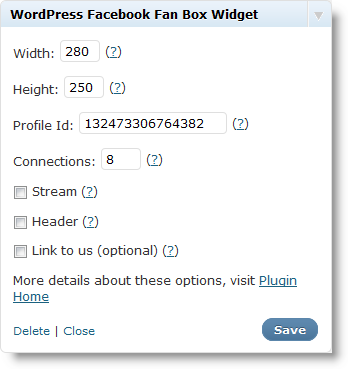 WordPress Facebook Fan Box Widget
Width: 280 (?)
Height: 250 (?)
Profile Id: 132473306764382 (?)
Connections: 8 (?)
Stream (?)
Header (?)
Link to us (optional) (?)
More details about these options, visit Plugin
Home
Delete | Close Save